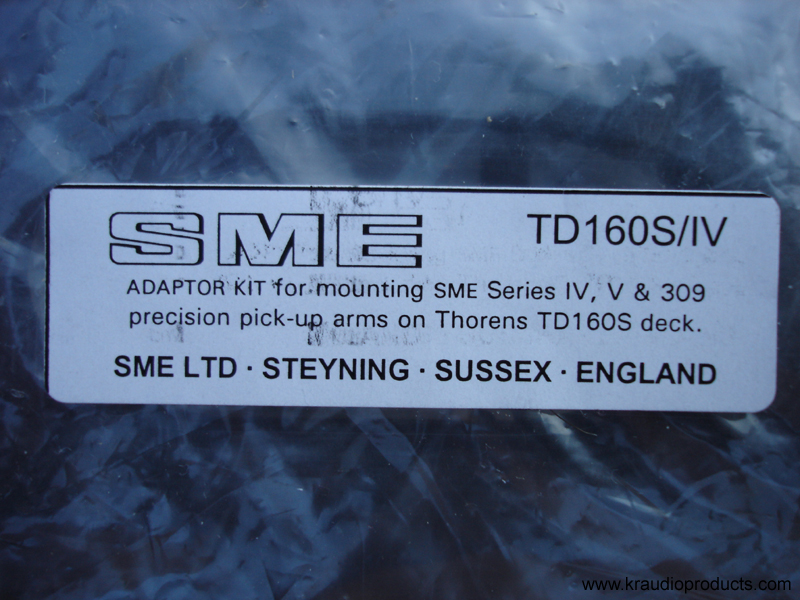 SME TD160S/IV
ADAPTOR KIT for mounting SME Series IV, V & 309
precision pick-up arms on Thorens TD160S deck.
SME LTD · STEYNING · SUSSEX · ENGLAND
www.kraudioproducts.com